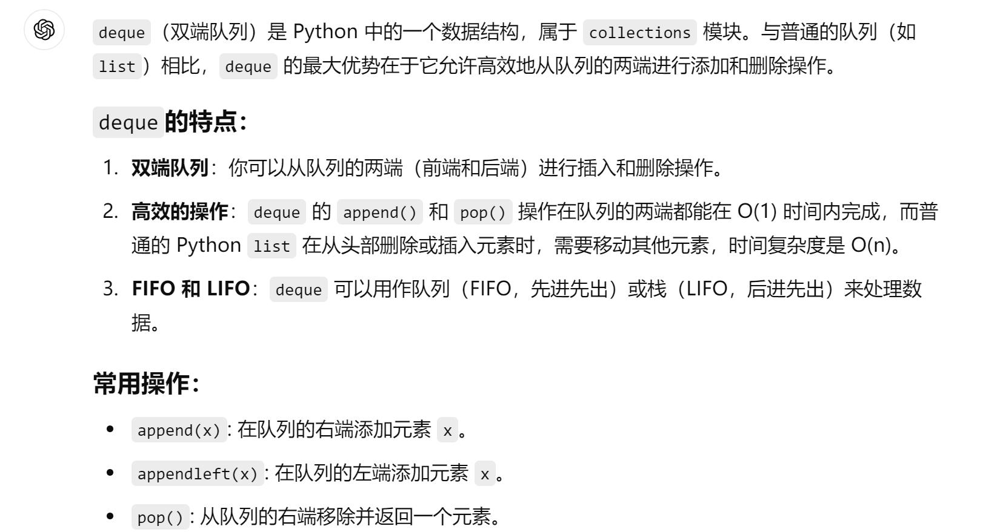 deque（双端队列）是 Python 中的一个数据结构，属于 collections 模块。与普通的队列（如
list）相比，deque 的最大优势在于它允许高效地从队列的两端进行添加和删除操作。
deque的特点：
1. 双端队列：你可以从队列的两端（前端和后端）进行插入和删除操作。
2. 高效的操作：deque 的 append() 和 pop() 操作在队列的两端都能在 O(1) 时间内完成，而普
通的 Python list 在从头部删除或插入元素时，需要移动其他元素，时间复杂度是 O(n)。
3. FIFO 和 LIFO：deque 可以用作队列（FIFO，先进先出）或栈（LIFO，后进先出）来处理数
据。
常用操作：
• append(x): 在队列的右端添加元素 x。
• appendleft(x): 在队列的左端添加元素 x。
• pop(): 从队列的右端移除并返回一个元素。